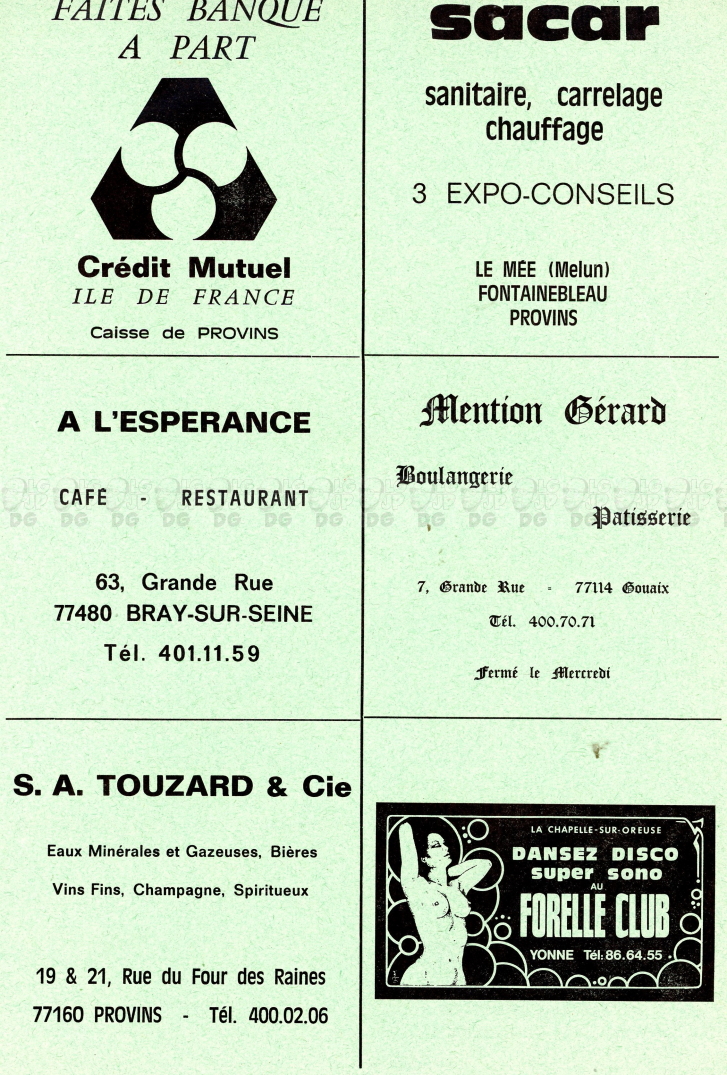 FAITES BANQUE
A PART
Crédit Mutuel
ILE DE FRANCE
Caisse de PROVINS
sacar
sanitaire, carrelage
chauffage
3 EXPO-CONSEILS
LE MÉE (Melun)
FONTAINEBLEAU
PROVINS
A L'ESPERANCE
CAFÉ - RESTAURANT
63, Grande Rue
77480 BRAY-SUR-SEINE
Tél. 401.11.59
Mention Gérard
Boulangerie
Patisserie
7, Grande Rue - 77114 Gouaix
Tél. 400.70.71
Fermé le Mercredi
S. A. TOUZARD & Cie
Eaux Minérales et Gazeuses, Bières
Vins Fins, Champagne, Spiritueux
19 & 21, Rue du Four des Raines
77160 PROVINS - Tél. 400.02.06
LA CHAPELLE-SUR-OREUSE
DANSEZ DISCO
super sono
AU
FORELLE CLUB
YONNE Tél: 86.64.55